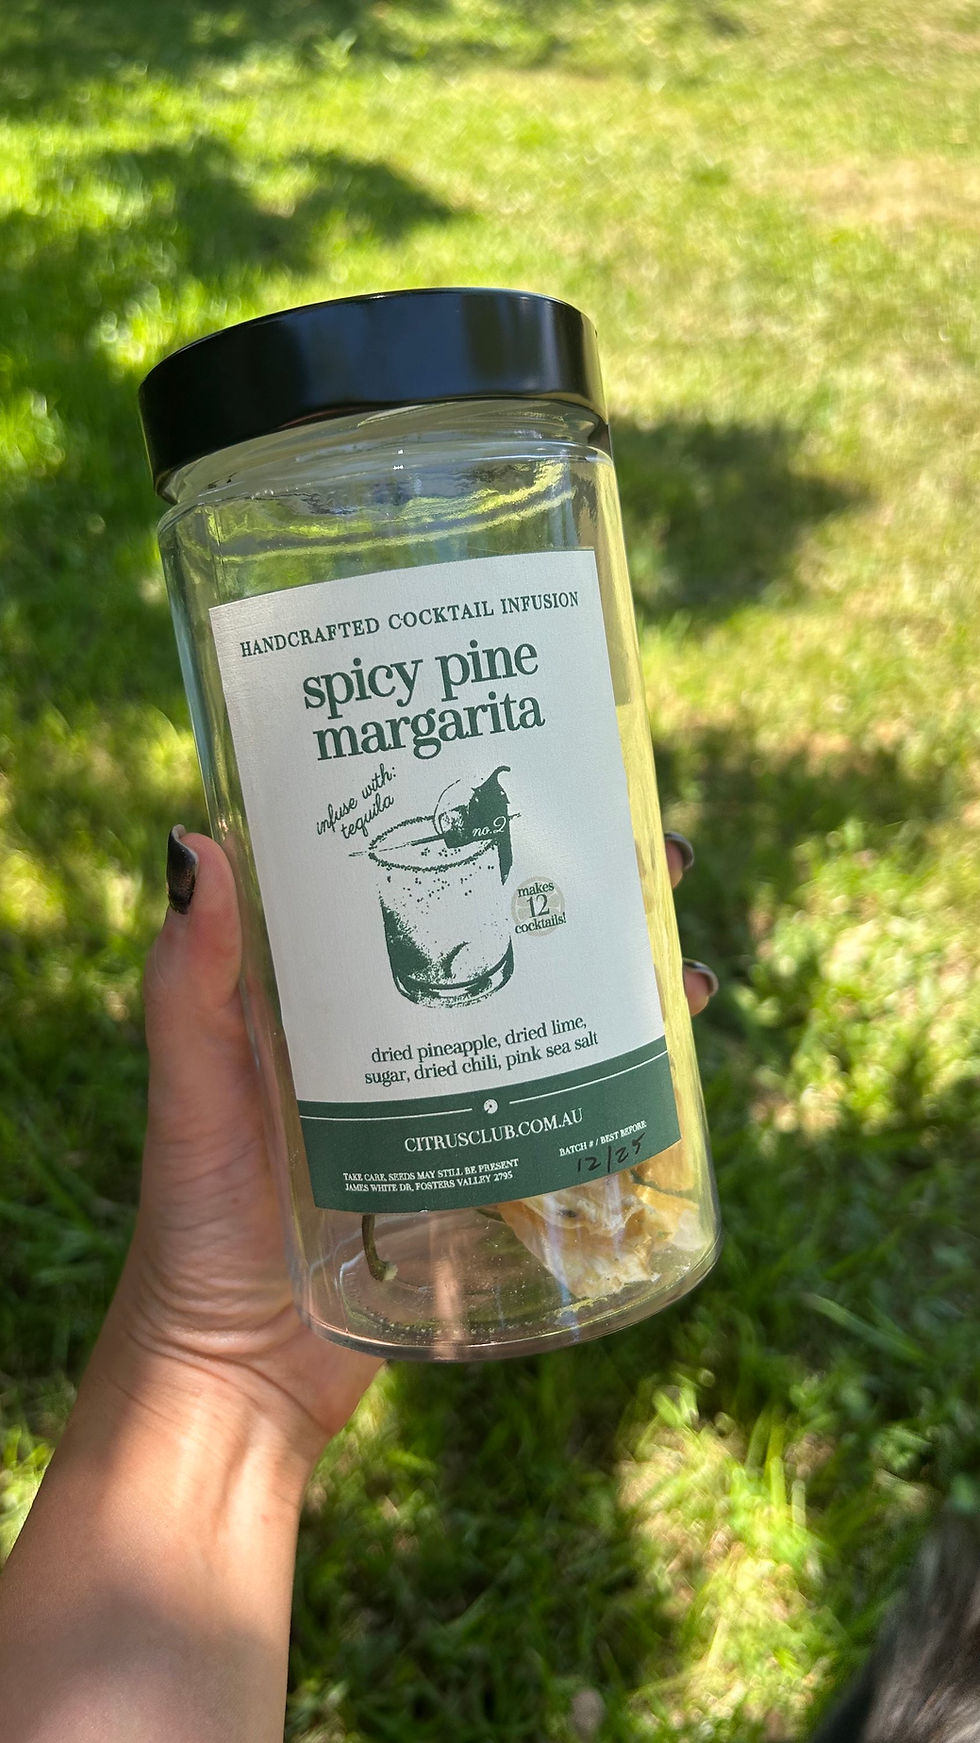 HANDCRAFTED COCKTAIL INFUSION
spicy pine
margarita
infuse with:
tequila
no.2
makes
12
cocktails!
dried pineapple, dried lime,
sugar, dried chili, pink sea salt
CITRUSCLUB.COM.AU
TAKE CARE, SEEDS MAY STILL BE PRESENT
JAMES WHITE DR, FOSTERS VALLEY 2795
BATCH # / BEST BEFORE
12/25